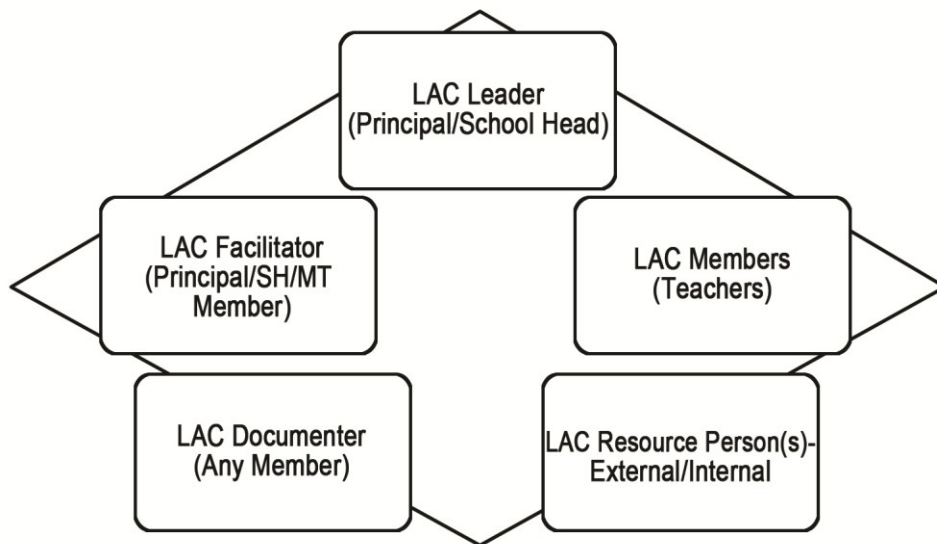 LAC Leader
(Principal/School Head)
LAC Facilitator
(Principal/SH/MT
Member)
LAC Members
(Teachers)
LAC Documenter
(Any Member)
LAC Resource Person(s)-
External/Internal